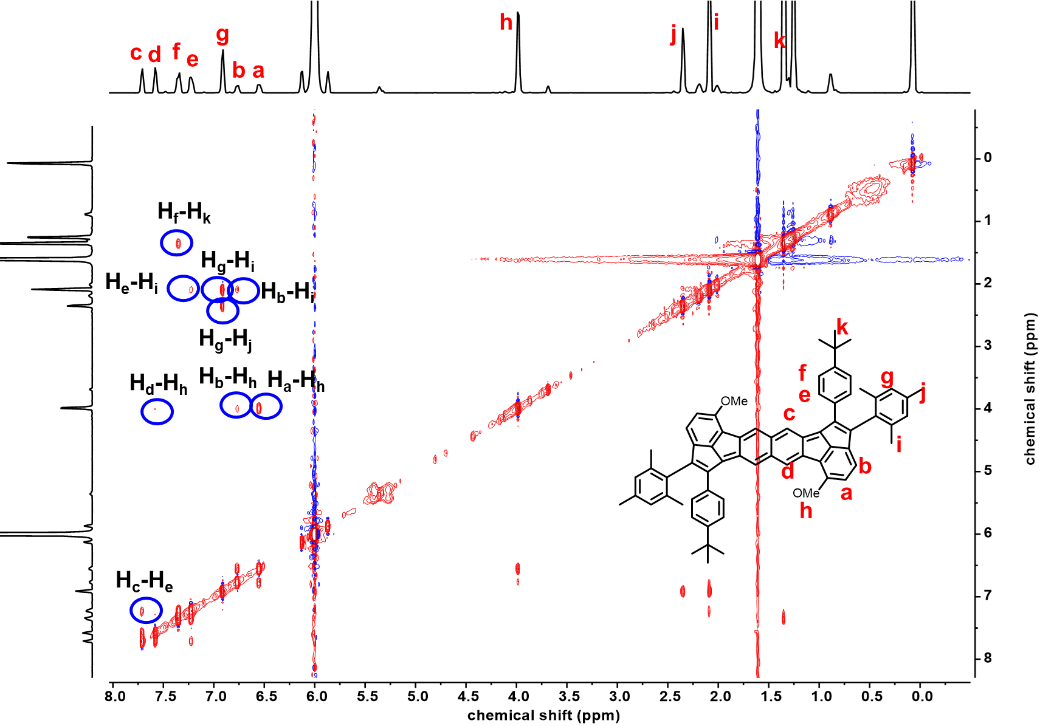 c d f e g b a h j i k
0
1
2
3
4
5
6
7
8
chemical shift (ppm)
Hf-Hk
Hg-Hi
He-Hi
Hb-Hi
Hg-Hj
Hd-Hh
Hb-Hh
Ha-Hh
Hc-He
k
f
g
e
j
OMe
c
i
d
b
OMe
a
h
8.0 7.5 7.0 6.5 6.0 5.5 5.0 4.5 4.0 3.5 3.0 2.5 2.0 1.5 1.0 0.5 0.0
chemical shift (ppm)